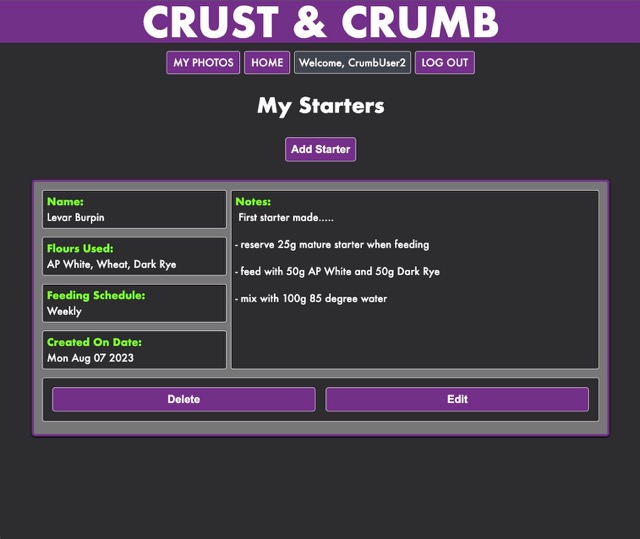 CRUST & CRUMB
MY PHOTOS
HOME
Welcome, CrumbUser2
LOG OUT
My Starters
Add Starter
Name:
Levar Burpin
Flours Used:
AP White, Wheat, Dark Rye
Feeding Schedule:
Weekly
Created On Date:
Mon Aug 07 2023
Notes:
First starter made.....
- reserve 25g mature starter when feeding
- feed with 50g AP White and 50g Dark Rye
- mix with 100g 85 degree water
Delete
Edit